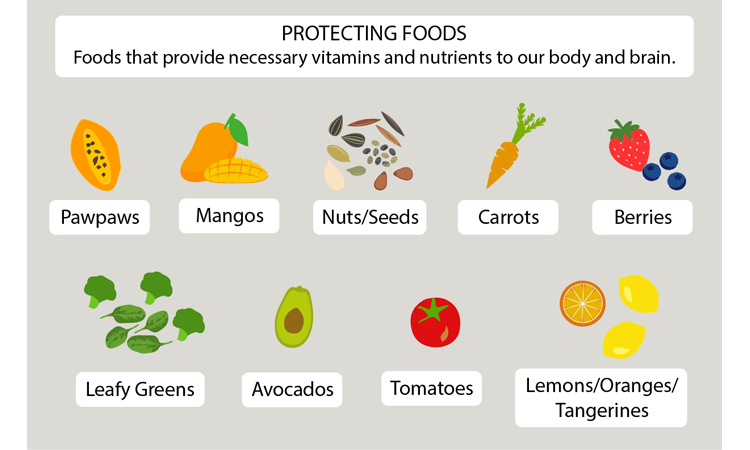 PROTECTING FOODS
Foods that provide necessary vitamins and nutrients to our body and brain.
Pawpaws
Mangos
Nuts/Seeds
Carrots
Berries
Leafy Greens
Avocados
Tomatoes
Lemons/Oranges/
Tangerines